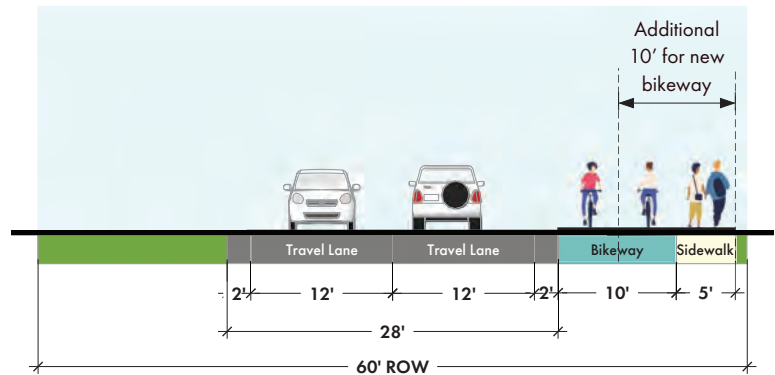 Additional
10’ for new
bikeway
Travel Lane
Travel Lane
Bikeway
Sidewalk
2'
12'
12'
2'
10'
5'
28'
60' ROW